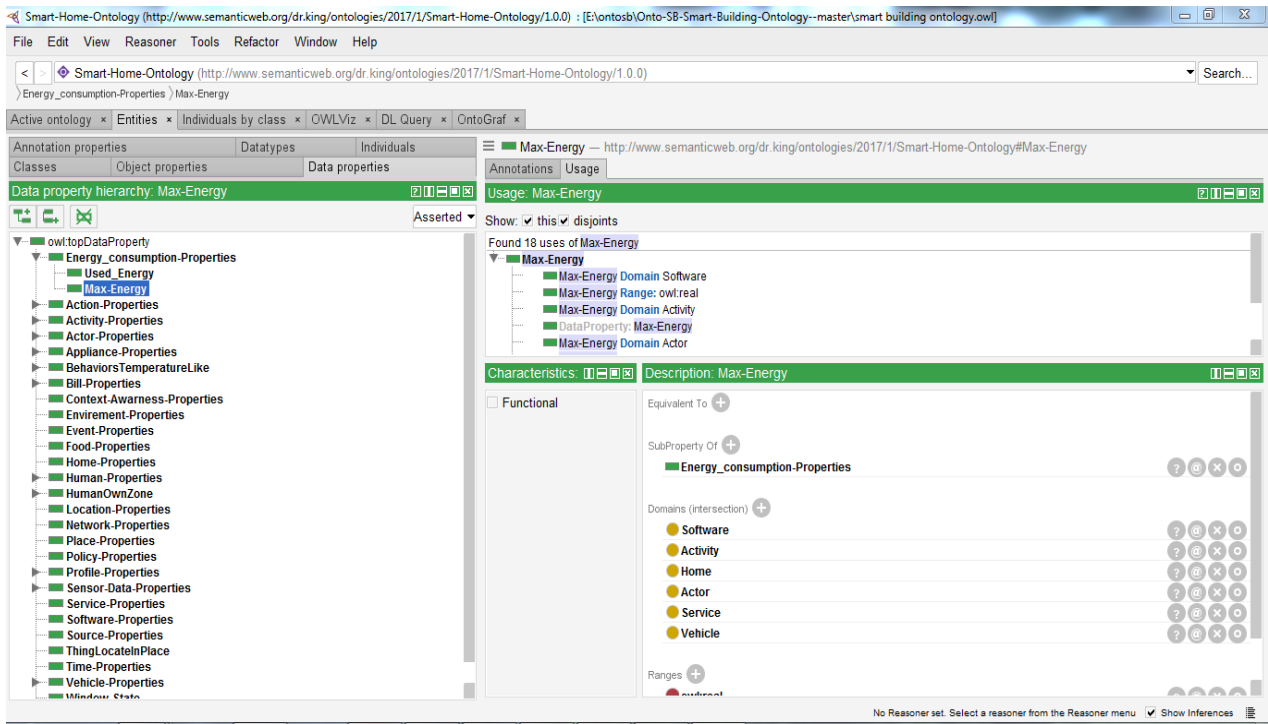 Smart-Home-Ontology (http://www.semanticweb.org/dr.king/ontologies/2017/1/Smart-Home-Ontology/1.0.0) : [E:\ontosb\Onto-SB-Smart-Building-Ontology--master\smart building ontology.owl]
File Edit View Reasoner Tools Refactor Window Help
< > Smart-Home-Ontology (http://www.semanticweb.org/dr.king/ontologies/2017/1/Smart-Home-Ontology/1.0.0) Search...
Energy_consumption-Properties Max-Energy
Active ontology × Entities × Individuals by class × OWLViz × DL Query × OntoGraf ×
Annotation properties Datatypes Individuals
Classes Object properties Data properties
Data property hierarchy: Max-Energy
Asserted
owl:topDataProperty
Energy_consumption-Properties
Used_Energy
Max-Energy
Action-Properties
Activity-Properties
Actor-Properties
Appliance-Properties
BehaviorsTemperatureLike
Bill-Properties
Context-Awarness-Properties
Envirement-Properties
Event-Properties
Food-Properties
Home-Properties
Human-Properties
HumanOwnZone
Location-Properties
Network-Properties
Place-Properties
Policy-Properties
Profile-Properties
Sensor-Data-Properties
Service-Properties
Software-Properties
Source-Properties
ThingLocateInPlace
Time-Properties
Vehicle-Properties
Window_State
Max-Energy — http://www.semanticweb.org/dr.king/ontologies/2017/1/Smart-Home-Ontology#Max-Energy
Annotations Usage
Usage: Max-Energy
Show: this disjoints
Found 18 uses of Max-Energy
Max-Energy
Max-Energy Domain Software
Max-Energy Range: owl:real
Max-Energy Domain Activity
DataProperty: Max-Energy
Max-Energy Domain Actor
Characteristics:
Functional
Description: Max-Energy
Equivalent To
SubProperty Of
Energy_consumption-Properties
Domains (intersection)
Software
Activity
Home
Actor
Service
Vehicle
Ranges
owl:real
No Reasoner set. Select a reasoner from the Reasoner menu Show Inferences